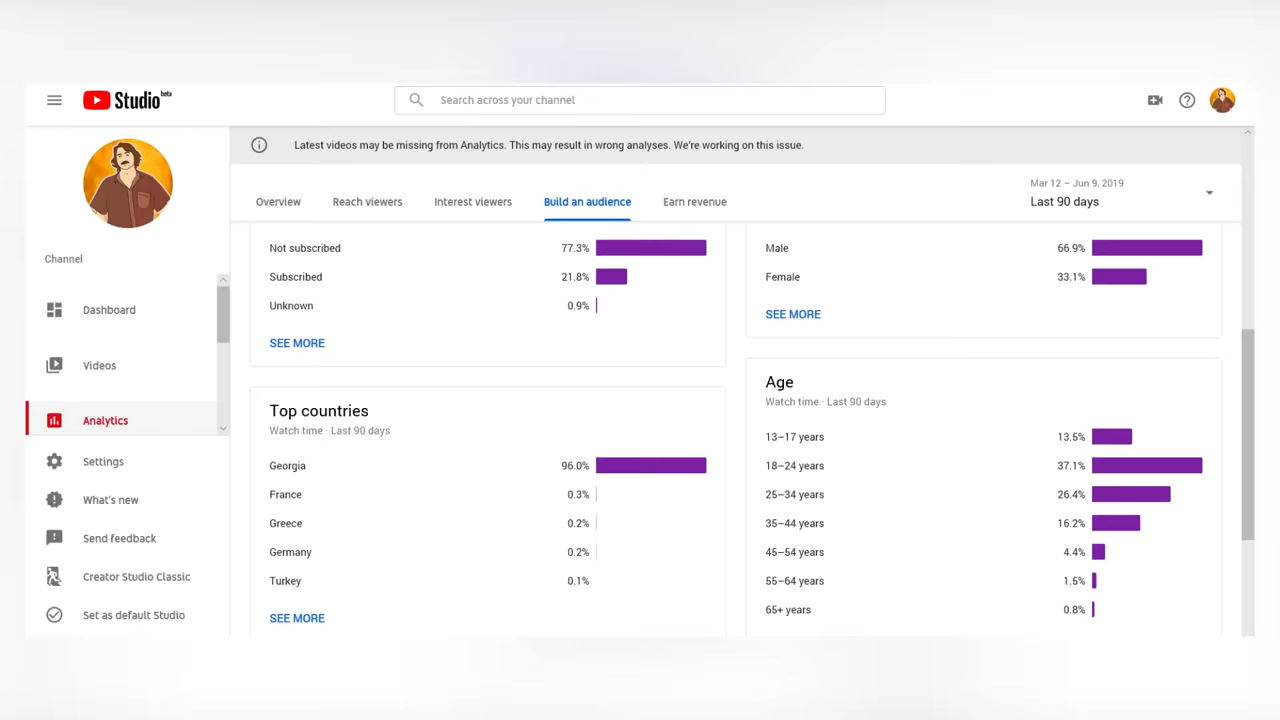 Studio beta
Search across your channel
Latest videos may be missing from Analytics. This may result in wrong analyses. We're working on this issue.
Overview
Reach viewers
Interest viewers
Build an audience
Earn revenue
Mar 12 – Jun 9, 2019
Last 90 days
Channel
Dashboard
Videos
Analytics
Settings
What's new
Send feedback
Creator Studio Classic
Set as default Studio
Not subscribed 77.3%
Subscribed 21.8%
Unknown 0.9%
SEE MORE
Top countries
Watch time · Last 90 days
Georgia 96.0%
France 0.3%
Greece 0.2%
Germany 0.2%
Turkey 0.1%
SEE MORE
Male 66.9%
Female 33.1%
SEE MORE
Age
Watch time · Last 90 days
13–17 years 13.5%
18–24 years 37.1%
25–34 years 26.4%
35–44 years 16.2%
45–54 years 4.4%
55–64 years 1.5%
65+ years 0.8%